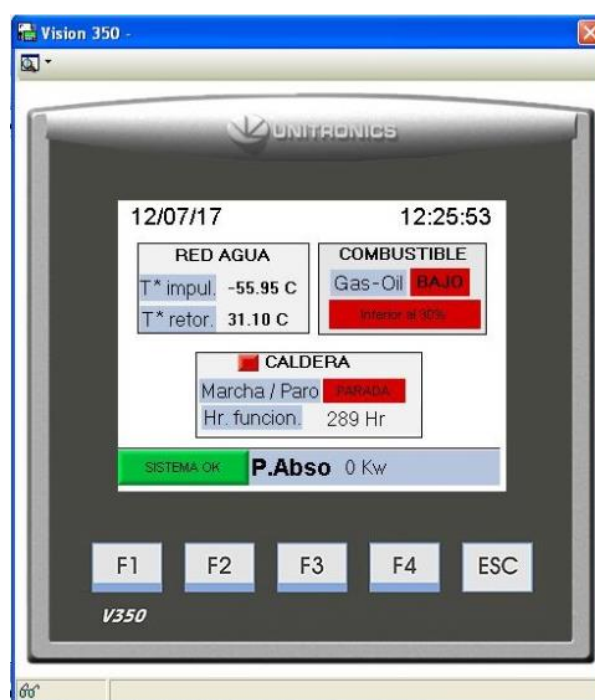 Vision 350 -
UNITRONICS
12/07/17 12:25:53
RED AGUA
T* impul. -55.95 C
T* retor. 31.10 C
COMBUSTIBLE
Gas-Oil BAJO
Inferior al 30%
CALDERA
Marcha / Paro PARADA
Hr. funcion. 289 Hr
SISTEMA OK P.Abso 0 Kw
F1 F2 F3 F4 ESC
V350